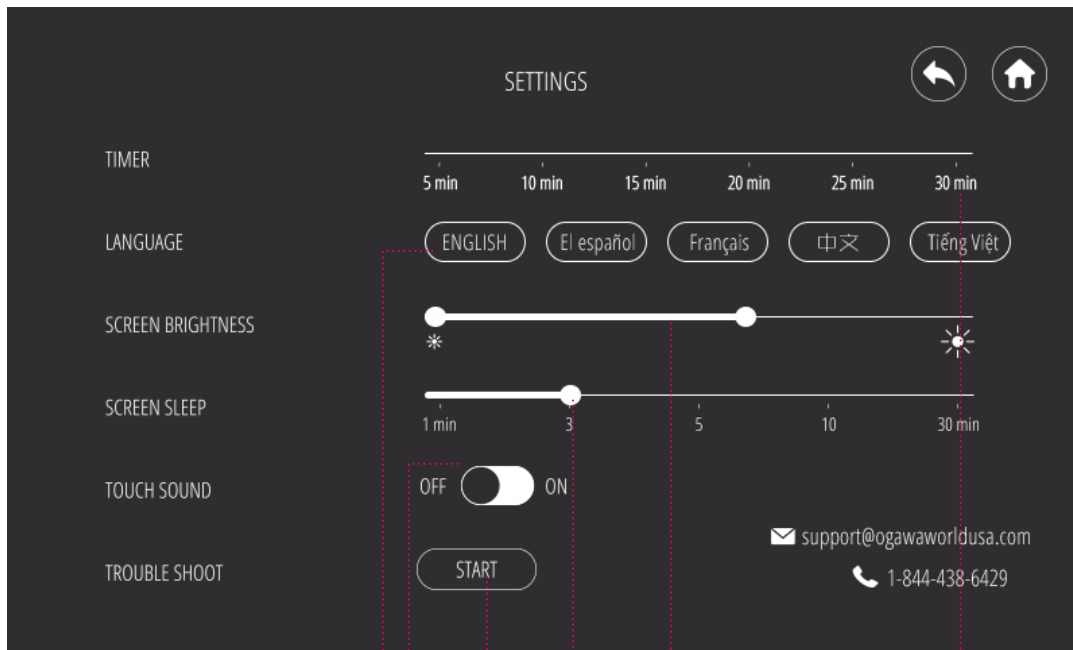 SETTINGS
TIMER
5 min 10 min 15 min 20 min 25 min 30 min
LANGUAGE
ENGLISH El español Français 中文 Tiếng Việt
SCREEN BRIGHTNESS
SCREEN SLEEP
1 min 3 5 10 30 min
TOUCH SOUND
OFF ON
support@ogawaworldusa.com
TROUBLE SHOOT
START
1-844-438-6429